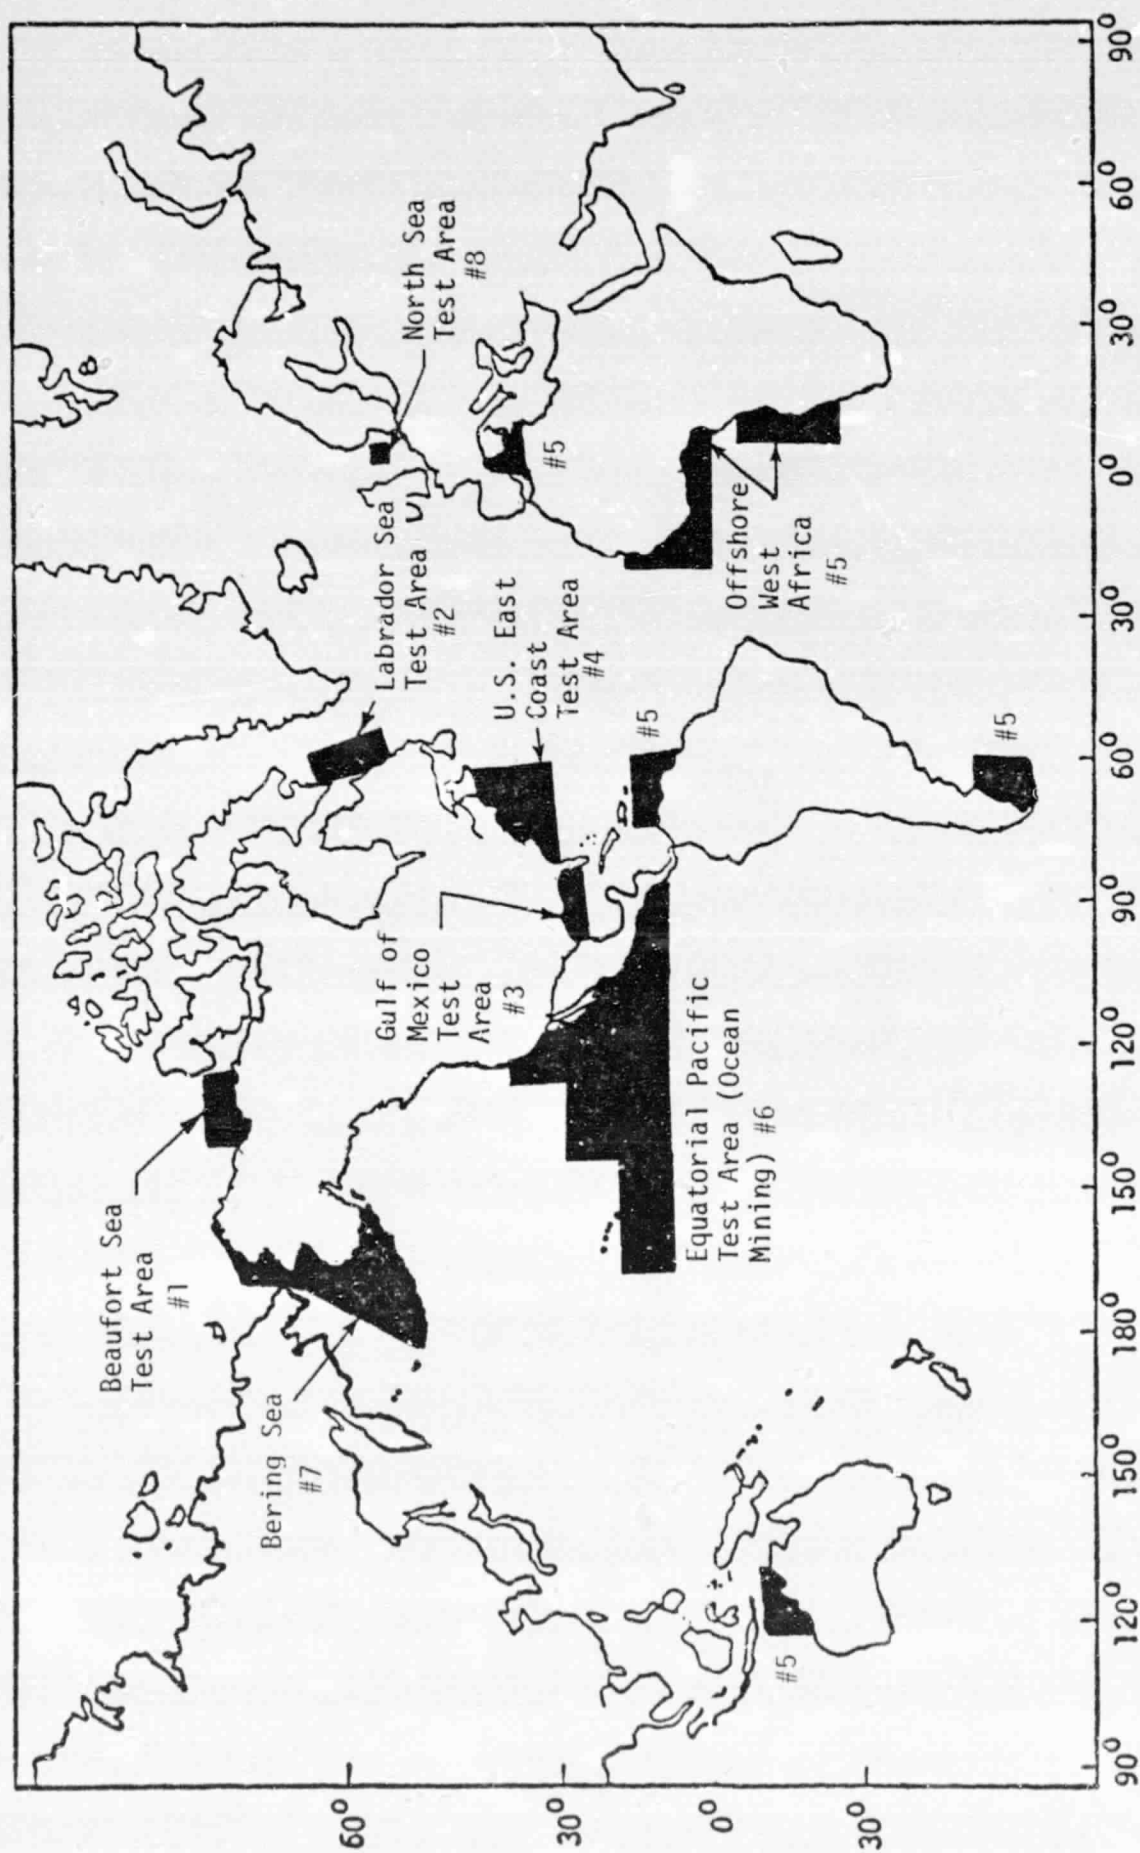 Beaufort Sea
Test Area
#1
Bering Sea
#7
Labrador Sea
Test Area
#2
North Sea
Test Area
#8
Gulf of
Mexico
Test
Area
#3
U.S. East
Coast
Test Area
#4
#5
#5
Offshore
West
Africa
#5
#5
#5
Equatorial Pacific
Test Area (Ocean
Mining) #6
60°
30°
0°
30°
90°
120°
150°
180°
150°
120°
90°
60°
30°
0°
30°
60°
90°